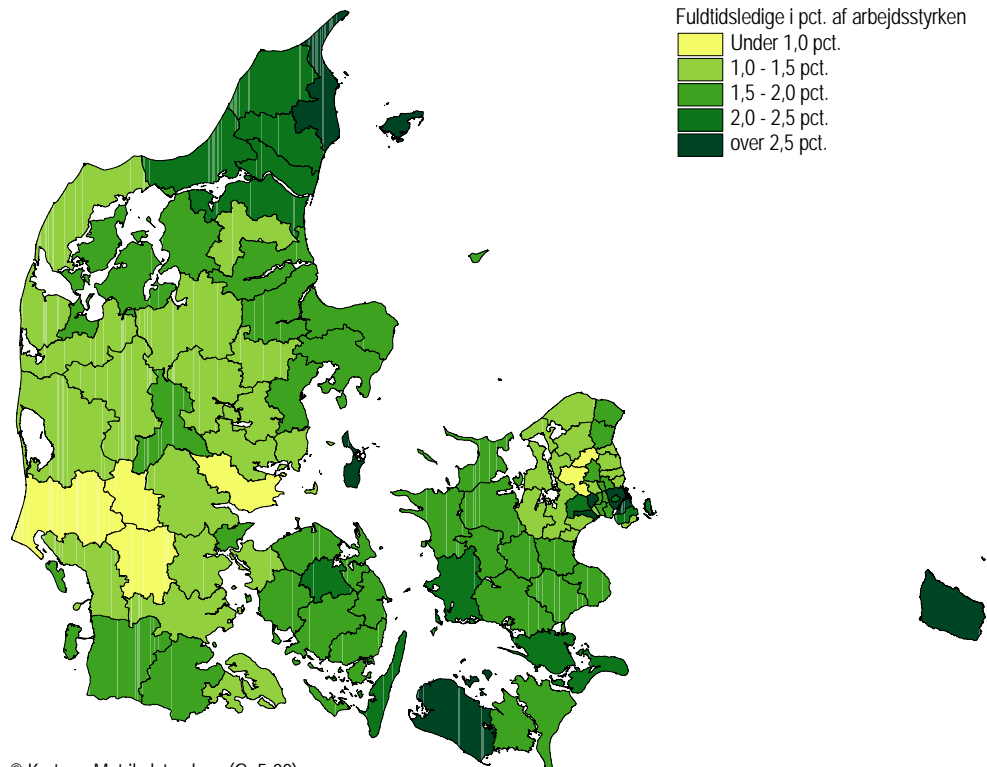 Fuldtidsledige i pct. af arbejdsstyrken
Under 1,0 pct.
1,0 - 1,5 pct.
1,5 - 2,0 pct.
2,0 - 2,5 pct.
over 2,5 pct.
©